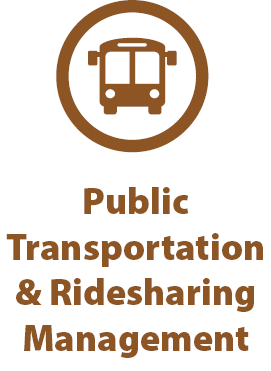 Public
Transportation
& Ridesharing
Management